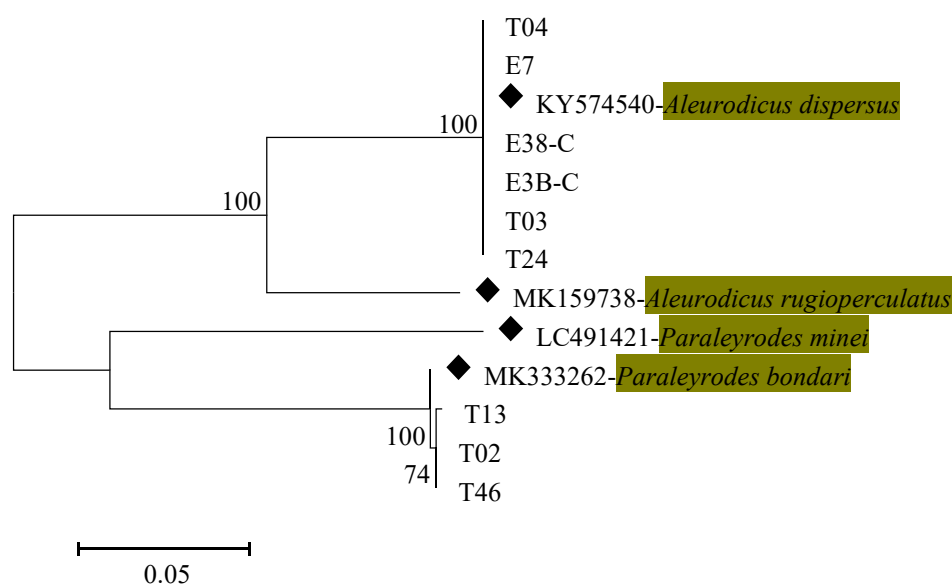 T04
E7
KY574540-Aleurodicus dispersus
100
E38-C
E3B-C
100
T03
T24
MK159738-Aleurodicus rugioperculatus
LC491421-Paraleyrodes minei
MK333262-Paraleyrodes bondari
T13
100
T02
74
T46
0.05